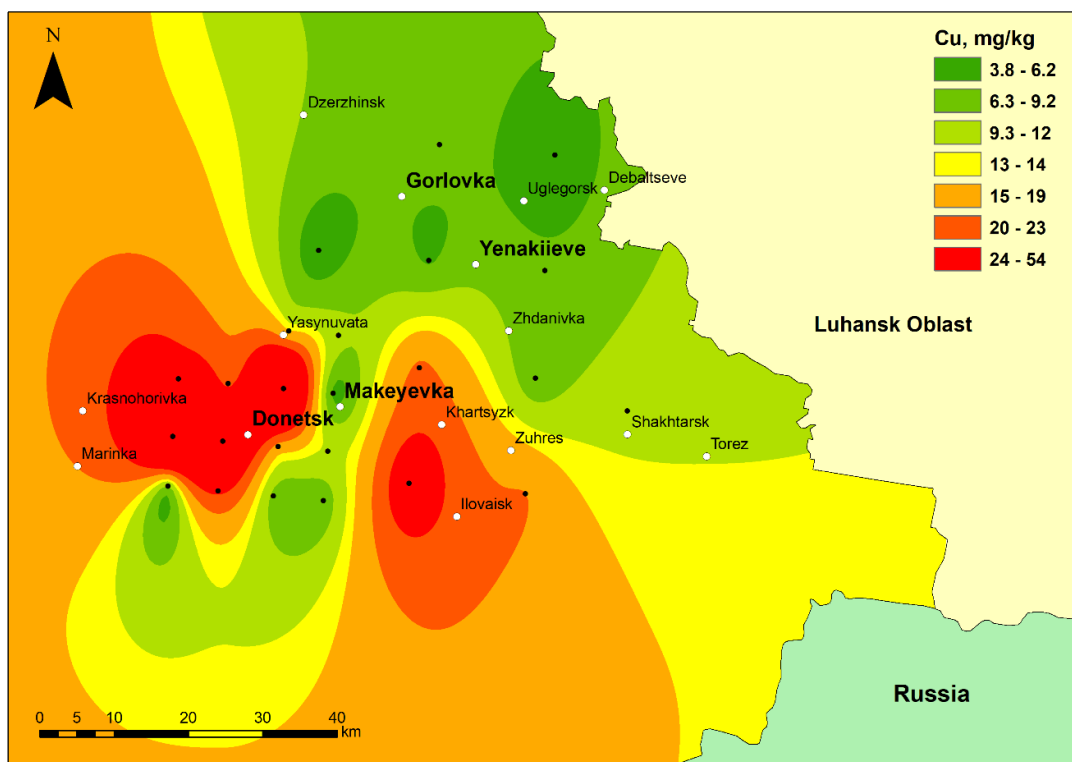 N
Cu, mg/kg
3.8 - 6.2
6.3 - 9.2
9.3 - 12
13 - 14
15 - 19
20 - 23
24 - 54
Dzerzhinsk
Gorlovka
Uglegorsk
Debaltseve
Yenakiieve
Yasynuvata
Zhdanivka
Luhansk Oblast
Krasnohorivka
Makeyevka
Donetsk
Khartsyzk
Shakhtarsk
Marinka
Zuhres
Torez
Ilovaisk
Russia
0 5 10 20 30 40
km